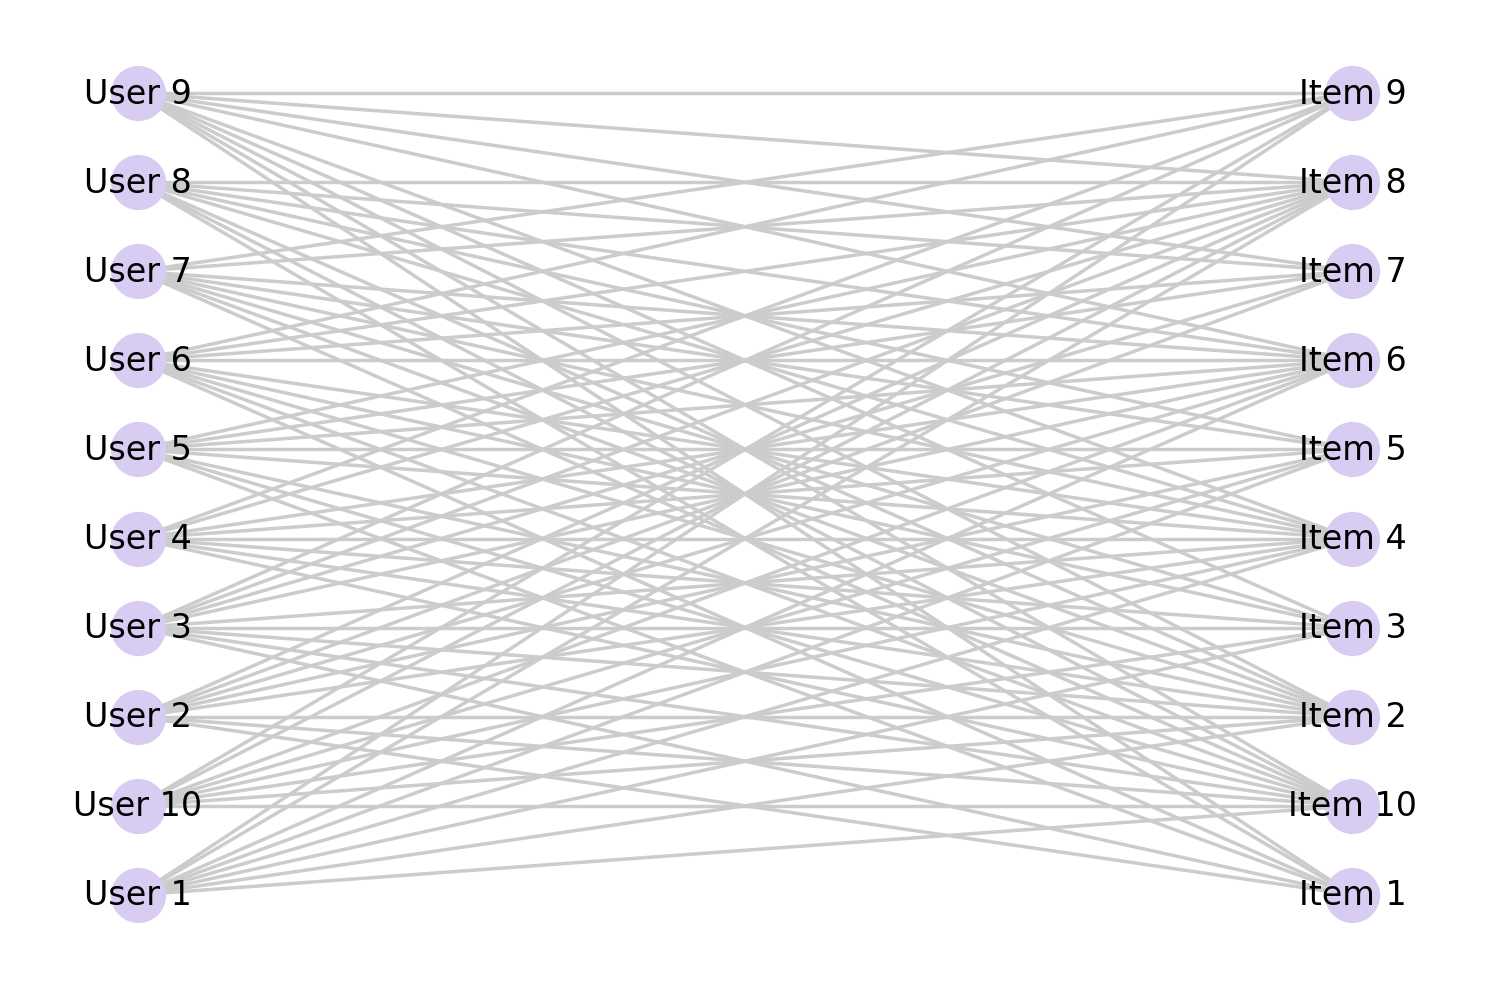 User 9
Item 9
User 8
Item 8
User 7
Item 7
User 6
Item 6
User 5
Item 5
User 4
Item 4
User 3
Item 3
User 2
Item 2
User 10
Item 10
User 1
Item 1